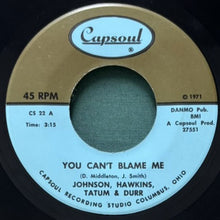 Capsoul
®
45 RPM
© 1971
CS 22 A
Time: 3:15
DANMO Pub.
BMI
A Capsoul Prod.
27551
YOU CAN'T BLAME ME
(D. Middleton, J. Smith)
JOHNSON, HAWKINS,
TATUM & DURR
CAPSOUL RECORDING STUDIO COLUMBUS, OHIO